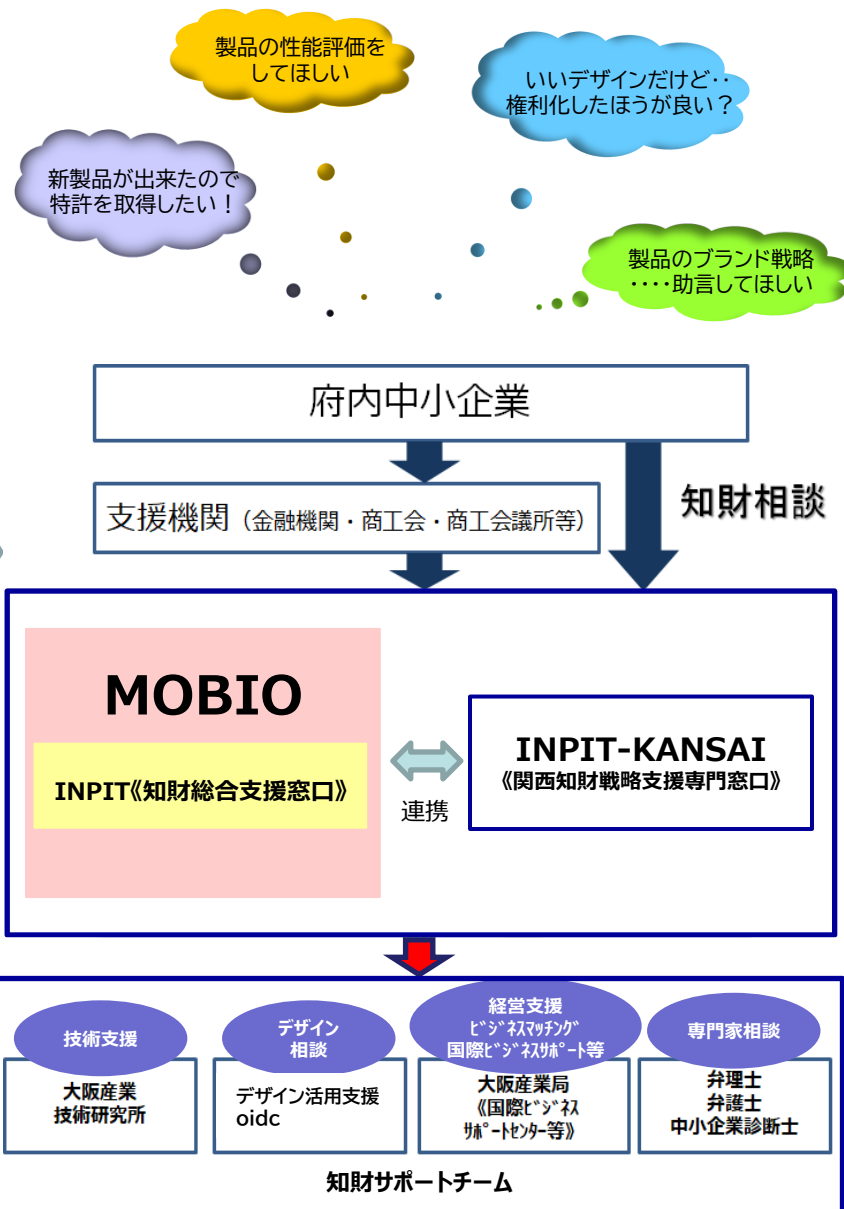 製品の性能評価を
してほしい
いいデザインだけど‥
権利化したほうが良い？
新製品が出来たので
特許を取得したい！
製品のブランド戦略
‥‥助言してほしい
府内中小企業
支援機関（金融機関・商工会・商工会議所等）
知財相談
MOBIO
INPIT《知財総合支援窓口》
連携
INPIT-KANSAI
《関西知財戦略支援専門窓口》
技術支援
大阪産業
技術研究所
デザイン
相談
デザイン活用支援
oidc
経営支援
ﾋﾞｼﾞﾈｽﾏｯﾁﾝｸﾞ
国際ﾋﾞｼﾞﾈｽｻﾎﾟｰﾄ等
大阪産業局
《国際ﾋﾞｼﾞﾈｽ
ｻﾎﾟｰﾄｾﾝﾀｰ等》
専門家相談
弁理士
弁護士
中小企業診断士
知財サポートチーム